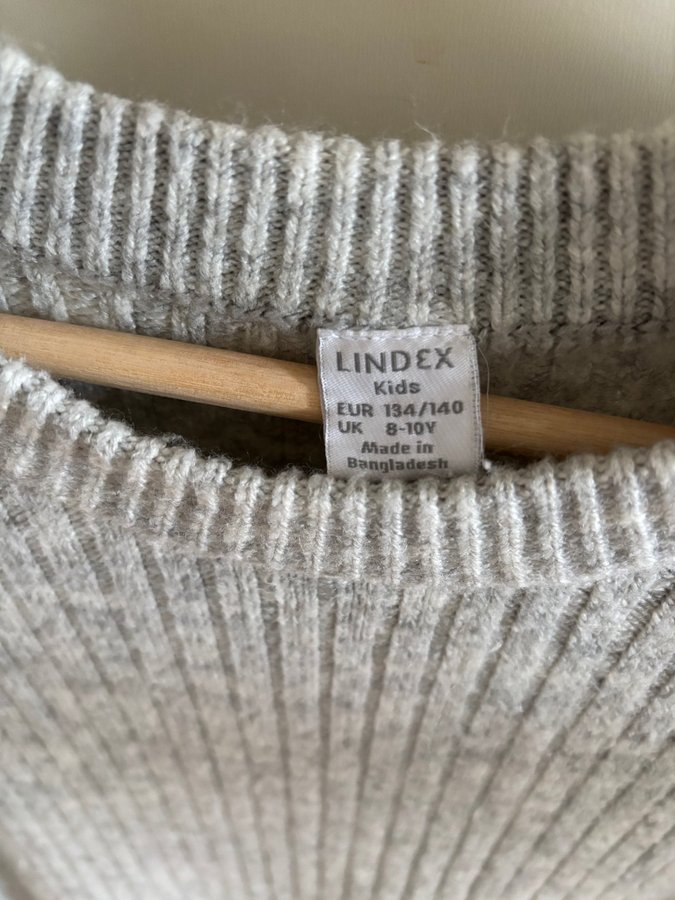 LINDEX
Kids
EUR 134/140
UK 8-10Y
Made in
Bangladesh